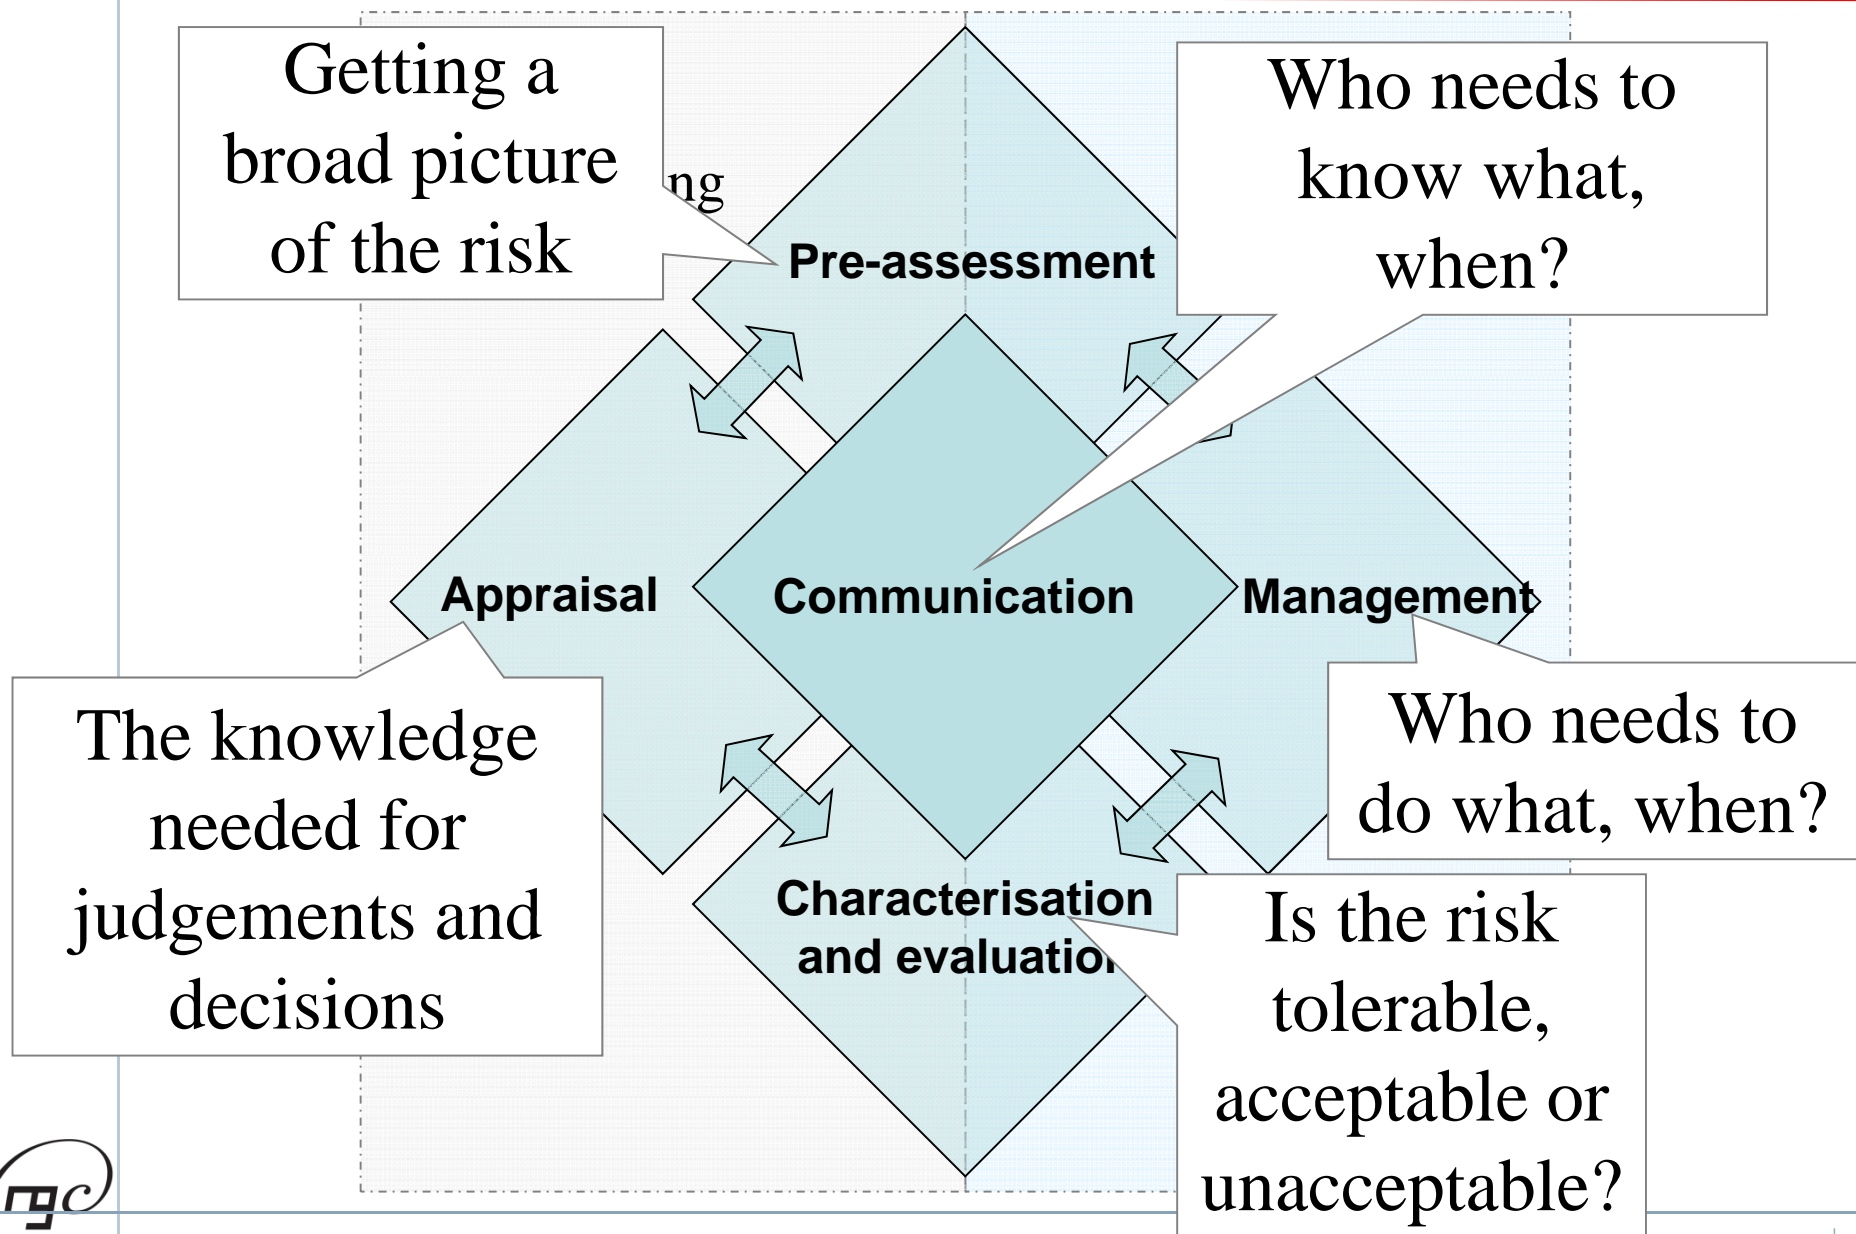 Getting a
broad picture
of the risk
ng
Who needs to
know what,
when?
Pre-assessment
Appraisal
Communication
Management
The knowledge
needed for
judgements and
decisions
Who needs to
do what, when?
Characterisation
and evaluation
Is the risk
tolerable,
acceptable or
unacceptable?